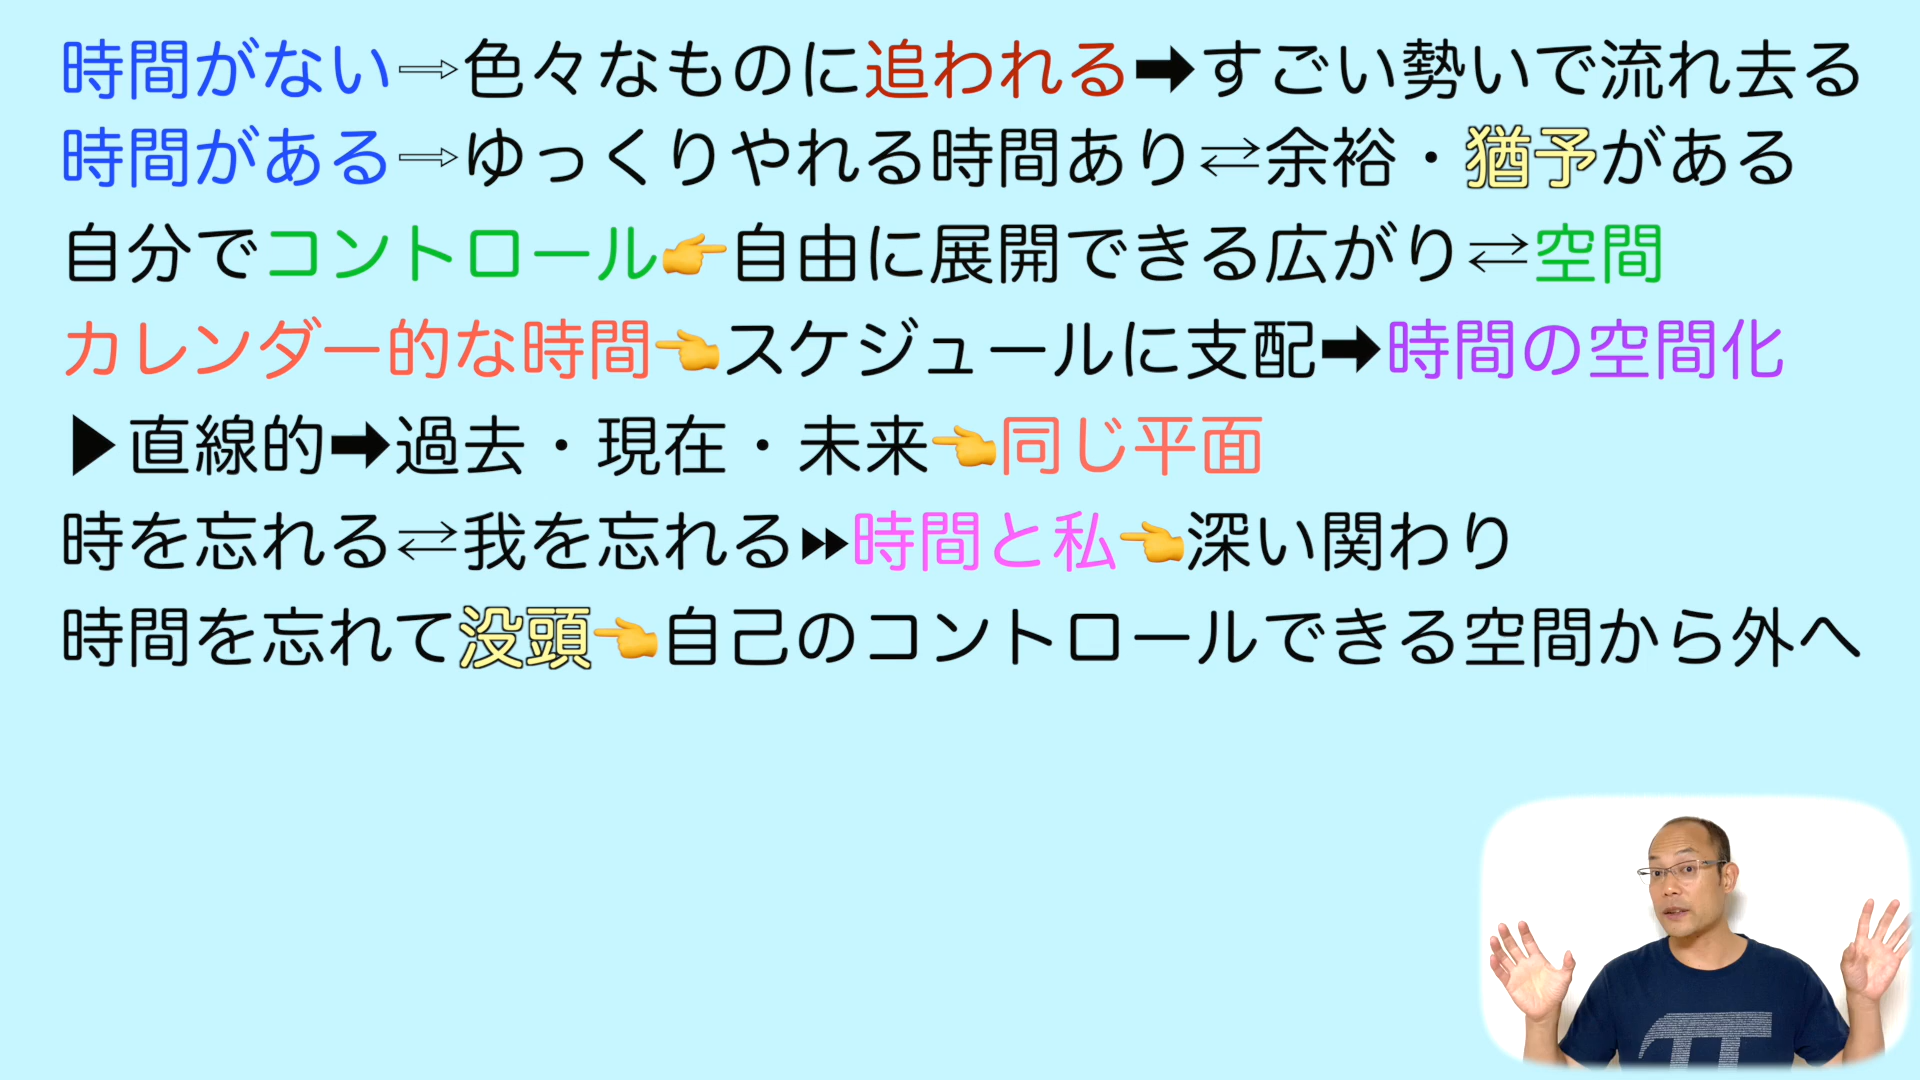 時間がない⇨色々なものに追われる➡すごい勢いで流れ去る
時間がある⇨ゆっくりやれる時間あり⇄余裕・猶予がある
自分でコントロール👉自由に展開できる広がり⇄空間
カレンダー的な時間👈スケジュールに支配➡時間の空間化
▶直線的➡過去・現在・未来👈同じ平面
時を忘れる⇄我を忘れる⏩時間と私👈深い関わり
時間を忘れて没頭👈自己のコントロールできる空間から外へ